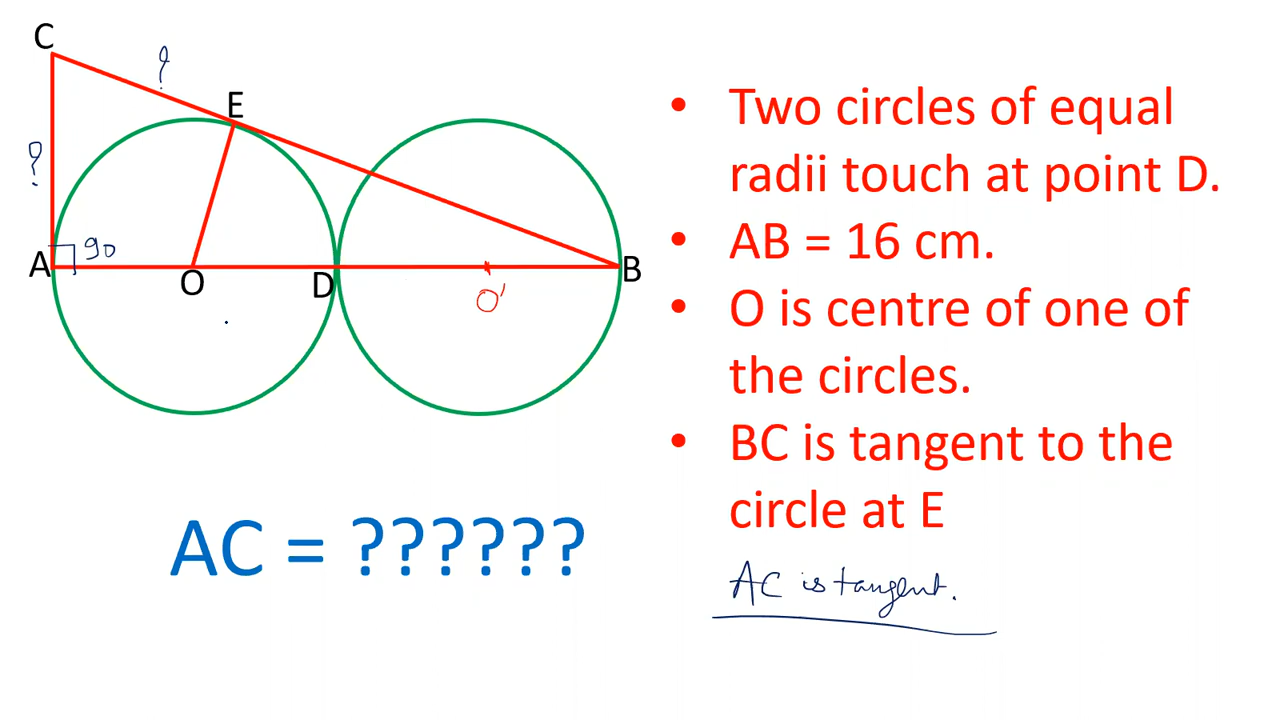 C
?
E
?
A
90
O
D
O'
B
• Two circles of equal
radii touch at point D.
• AB = 16 cm.
• O is centre of one of
the circles.
• BC is tangent to the
circle at E
AC = ??????
AC is tangent.